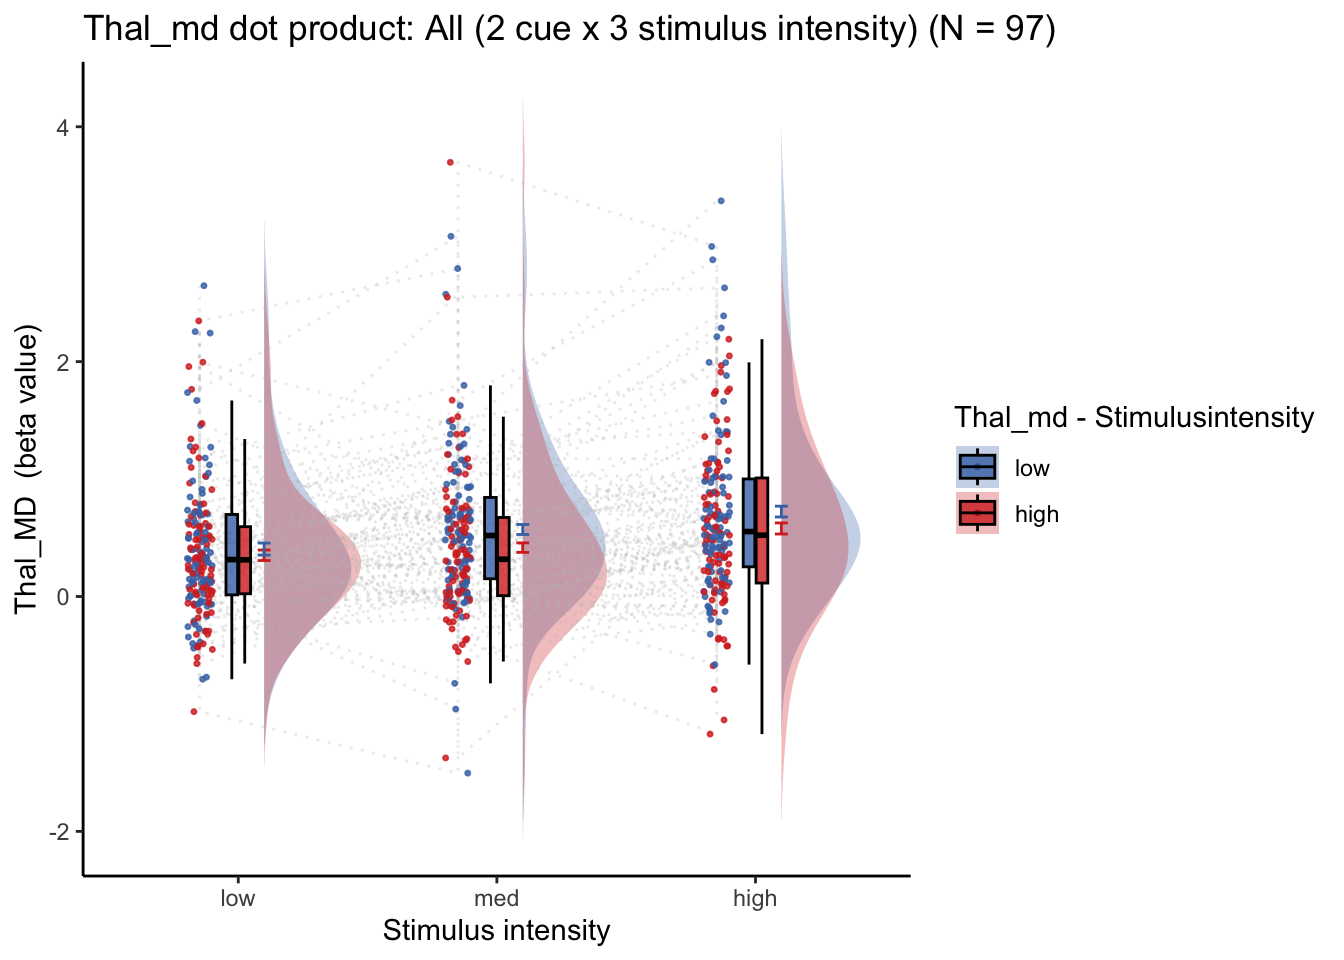 Thal_md dot product: All (2 cue x 3 stimulus intensity) (N = 97)
Thal_MD (beta value)
4
2
0
-2
low med high
Stimulus intensity
Thal_md - Stimulusintensity
low
high